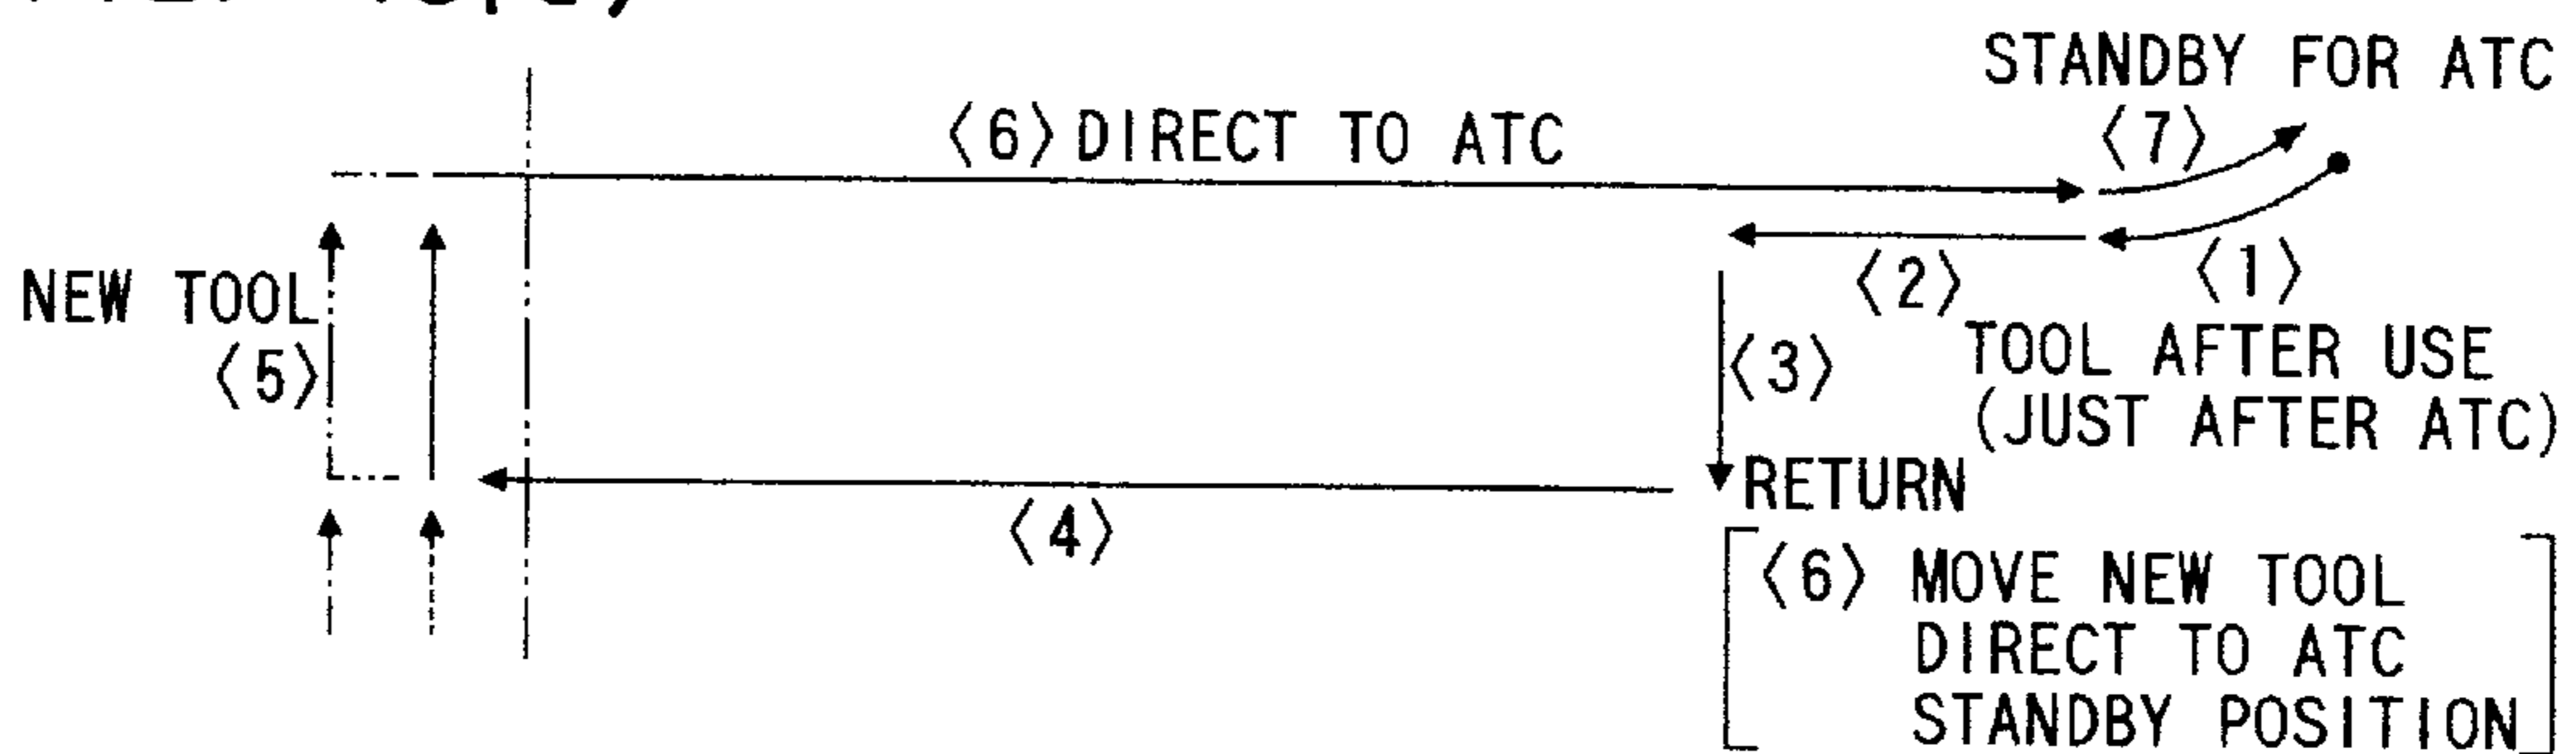 STANDBY FOR ATC
〈6〉DIRECT TO ATC
〈7〉
NEW TOOL
〈5〉
〈2〉
〈1〉
〈3〉
TOOL AFTER USE
(JUST AFTER ATC)
RETURN
〈4〉
〈6〉 MOVE NEW TOOL
DIRECT TO ATC
STANDBY POSITION